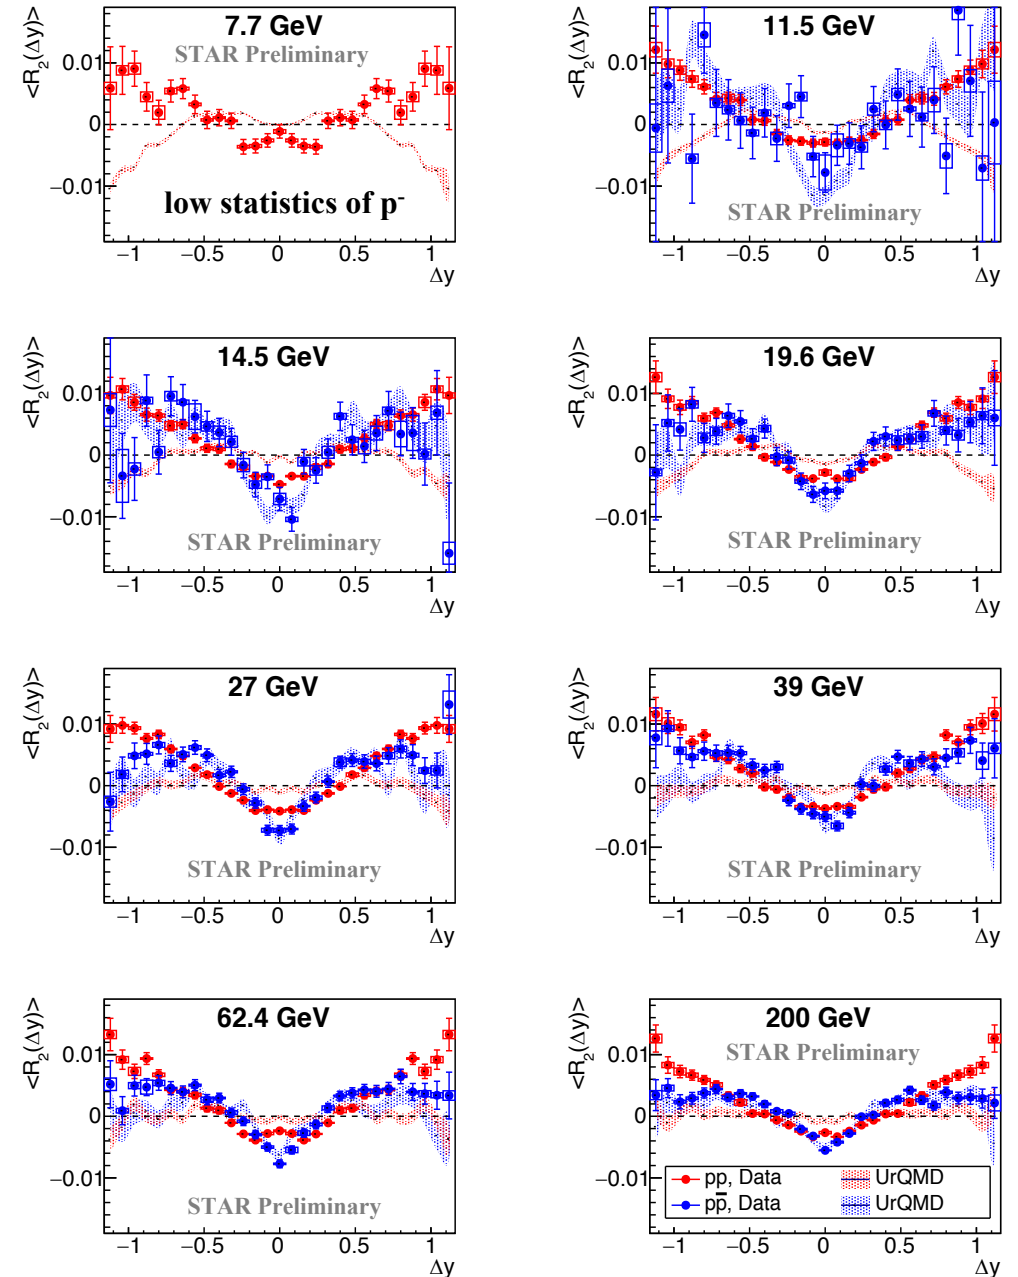 7.7 GeV
STAR Preliminary
low statistics of p-
<R2(Δy)>
0.01
0
−0.01
−1 −0.5 0 0.5 1
Δy
11.5 GeV
STAR Preliminary
<R2(Δy)>
0.01
0
−0.01
−1 −0.5 0 0.5 1
Δy
14.5 GeV
STAR Preliminary
<R2(Δy)>
0.01
0
−0.01
−1 −0.5 0 0.5 1
Δy
19.6 GeV
STAR Preliminary
<R2(Δy)>
0.01
0
−0.01
−1 −0.5 0 0.5 1
Δy
27 GeV
STAR Preliminary
<R2(Δy)>
0.01
0
−0.01
−1 −0.5 0 0.5 1
Δy
39 GeV
STAR Preliminary
<R2(Δy)>
0.01
0
−0.01
−1 −0.5 0 0.5 1
Δy
62.4 GeV
STAR Preliminary
<R2(Δy)>
0.01
0
−0.01
−1 −0.5 0 0.5 1
Δy
200 GeV
STAR Preliminary
<R2(Δy)>
0.01
0
−0.01
pp, Data UrQMD
pp̅, Data UrQMD
−1 −0.5 0 0.5 1
Δy